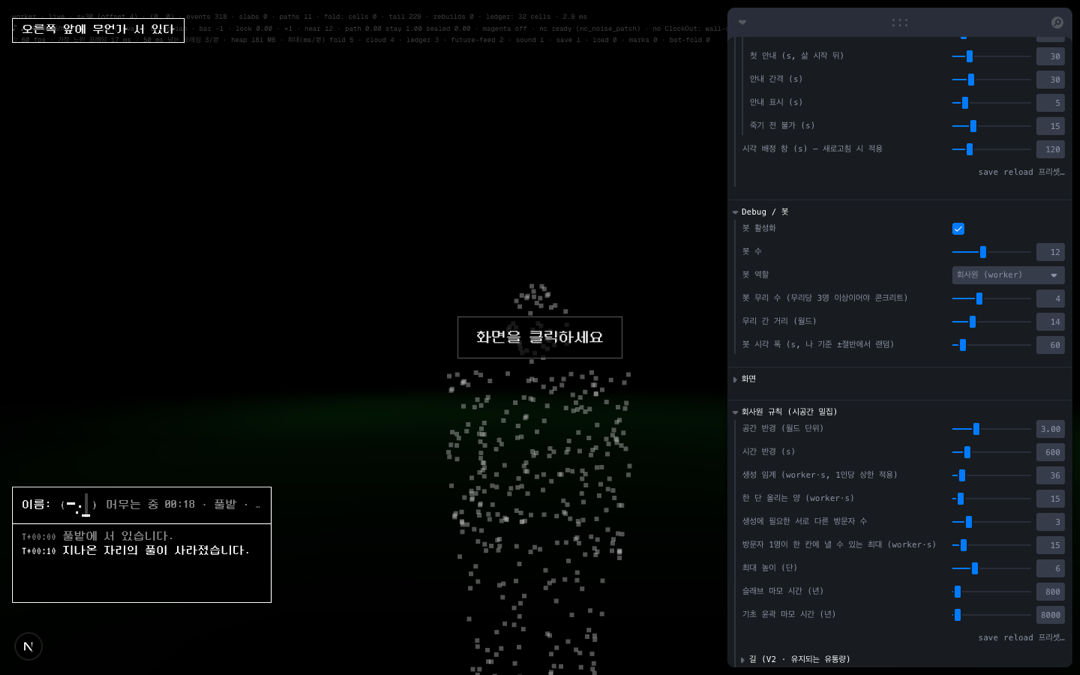 오른쪽 앞에 무언가 서 있다
화면을 클릭하세요
이름: ( ) 머무는 중 00:18 · 풀밭 · …
T+00:00 풀밭에 서 있습니다.
T+00:10 지나온 자리의 풀이 사라졌습니다.
N
첫 안내 (s, 삶 시작 뒤) 30
안내 간격 (s) 30
안내 표시 (s) 5
죽기 전 불가 (s) 15
시각 배정 창 (s) — 새로고침 시 적용 120
save reload 프리셋…
Debug / 봇
봇 활성화
봇 수 12
봇 역할 회사원 (worker)
봇 무리 수 (무리당 3명 이상이어야 콘크리트) 4
무리 간 거리 (월드) 14
봇 시각 폭 (s, 나 기준 ±절반에서 랜덤) 60
화면
회사원 규칙 (시공간 밀집)
공간 반경 (월드 단위) 3.00
시간 반경 (s) 600
생성 임계 (worker·s, 1인당 상한 적용) 36
한 단 올리는 양 (worker·s) 15
생성에 필요한 서로 다른 방문자 수 3
방문자 1명이 한 칸에 낼 수 있는 최대 (worker·s) 15
최대 높이 (단) 6
슬래브 마모 시간 (년) 800
기초 윤곽 마모 시간 (년) 8000
save reload 프리셋…
길 (V2 · 유지되는 유동량)